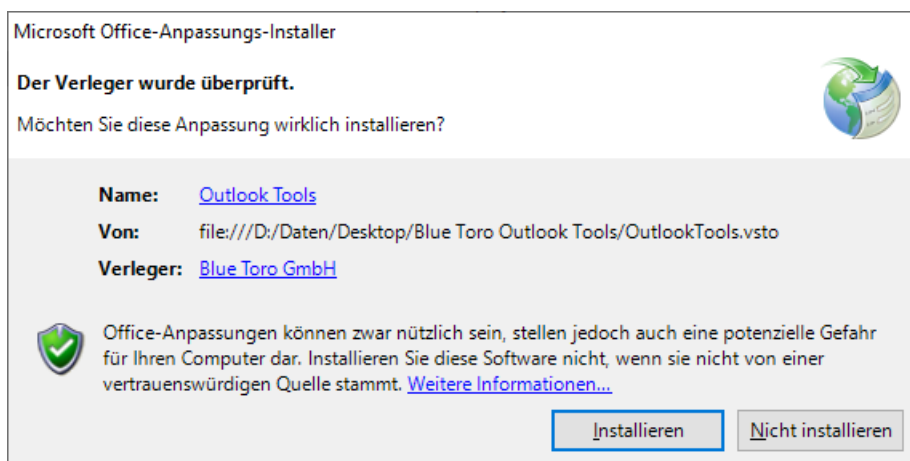 Microsoft Office-Anpassungs-Installer
Der Verleger wurde überprüft.
Möchten Sie diese Anpassung wirklich installieren?
Name: Outlook Tools
Von: file:///D:/Daten/Desktop/Blue Toro Outlook Tools/OutlookTools.vsto
Verleger: Blue Toro GmbH
Office-Anpassungen können zwar nützlich sein, stellen jedoch auch eine potenzielle Gefahr
für Ihren Computer dar. Installieren Sie diese Software nicht, wenn sie nicht von einer
vertrauenswürdigen Quelle stammt. Weitere Informationen...
Installieren Nicht installieren